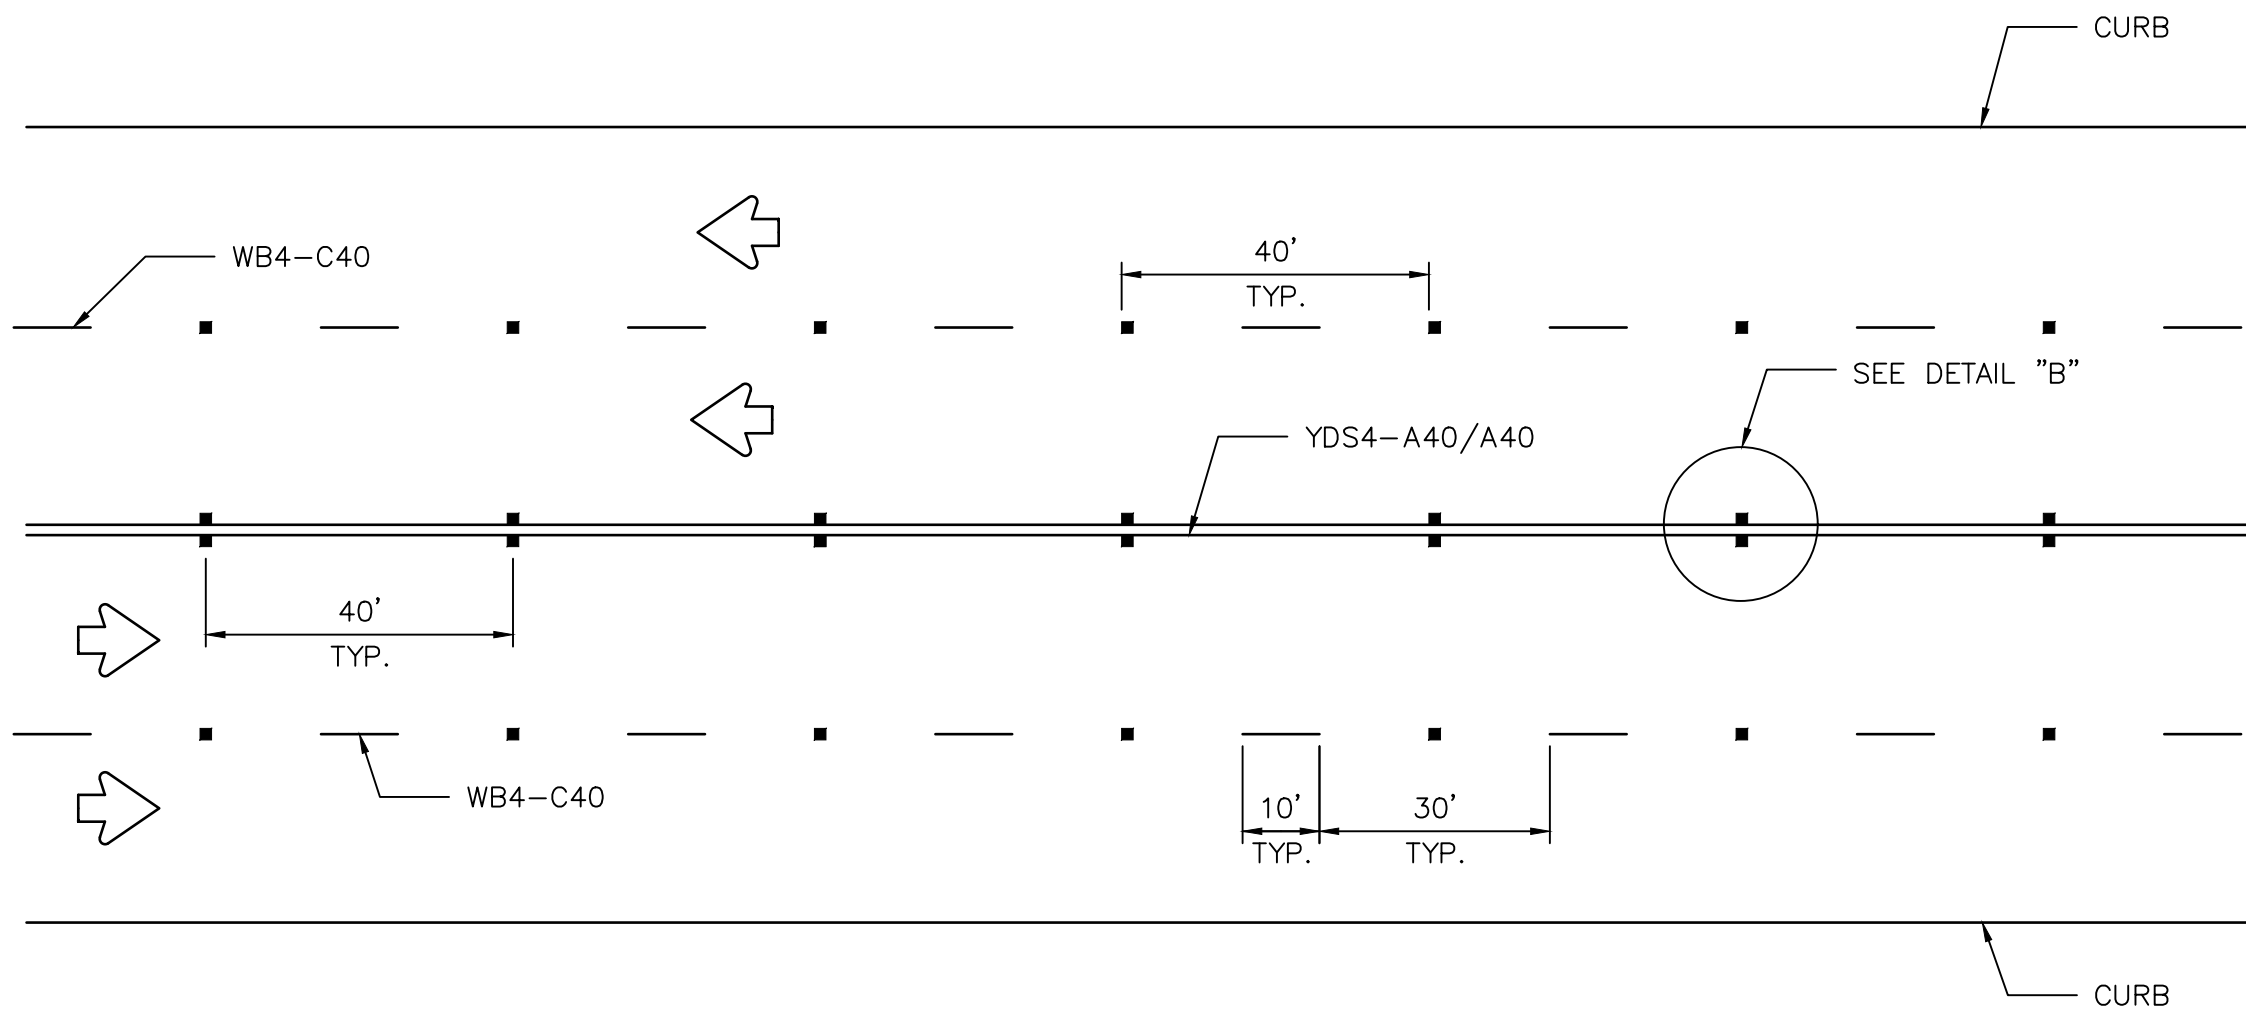 CURB
WB4-C40
40'
TYP.
SEE DETAIL "B"
YDS4-A40/A40
40'
TYP.
WB4-C40
10'
TYP.
30'
TYP.
CURB